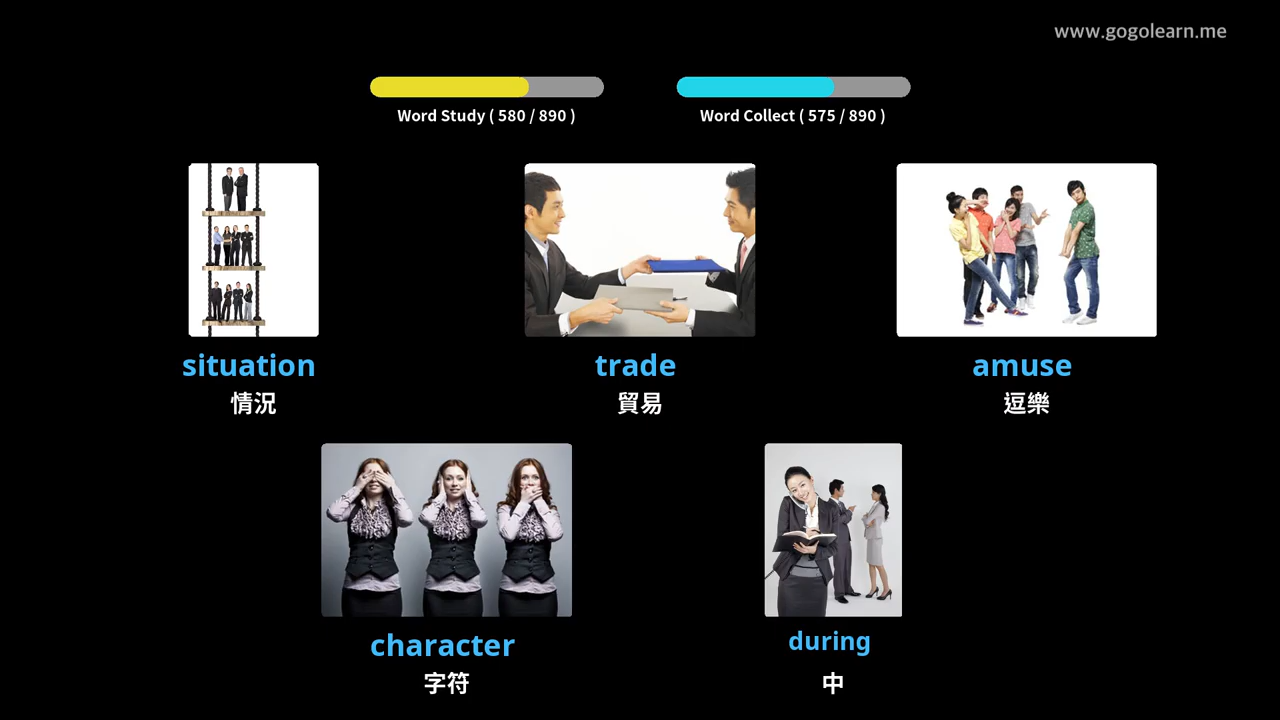 www.gogolearn.me
Word Study ( 580 / 890 )
Word Collect ( 575 / 890 )
situation
trade
amuse
情況
貿易
逗樂
character
during
字符
中